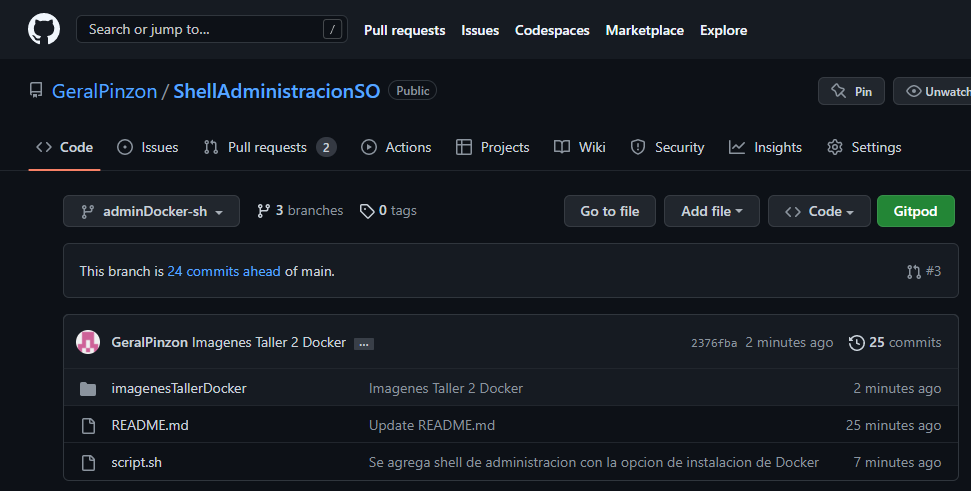 Search or jump to... / Pull requests Issues Codespaces Marketplace Explore
GeralPinzon / ShellAdministracionSO Public Pin Unwatch
Code Issues Pull requests 2 Actions Projects Wiki Security Insights Settings
adminDocker-sh 3 branches 0 tags Go to file Add file Code Gitpod
This branch is 24 commits ahead of main. #3
GeralPinzon Imagenes Taller 2 Docker ... 2376fba 2 minutes ago 25 commits
imagenesTallerDocker Imagenes Taller 2 Docker 2 minutes ago
README.md Update README.md 25 minutes ago
script.sh Se agrega shell de administracion con la opcion de instalacion de Docker 7 minutes ago